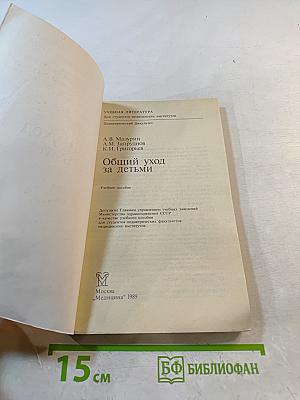 УЧЕБНАЯ ЛИТЕРАТУРА
для студентов медицинских институтов
Педиатрический факультет
А.В. Мазурин
А.М. Запруднов
К.И. Григорьев
Общий уход
за детьми
Учебное пособие
Допущено Главным управлением учебных заведений
Министерства здравоохранения СССР
в качестве учебного пособия
для студентов педиатрических факультетов
медицинских институтов
Москва
"Медицина" 1989
15 см
БФ БИБЛИОФАН